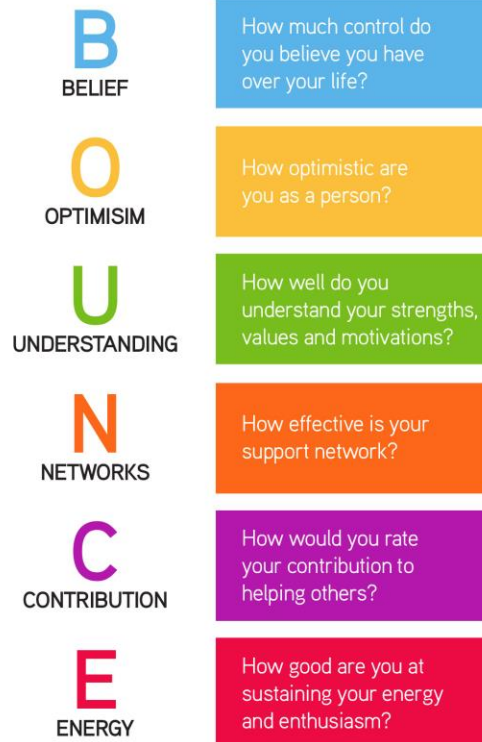 B
BELIEF
How much control do
you believe you have
over your life?
O
OPTIMISIM
How optimistic are
you as a person?
U
UNDERSTANDING
How well do you
understand your strengths,
values and motivations?
N
NETWORKS
How effective is your
support network?
C
CONTRIBUTION
How would you rate
your contribution to
helping others?
E
ENERGY
How good are you at
sustaining your energy
and enthusiasm?